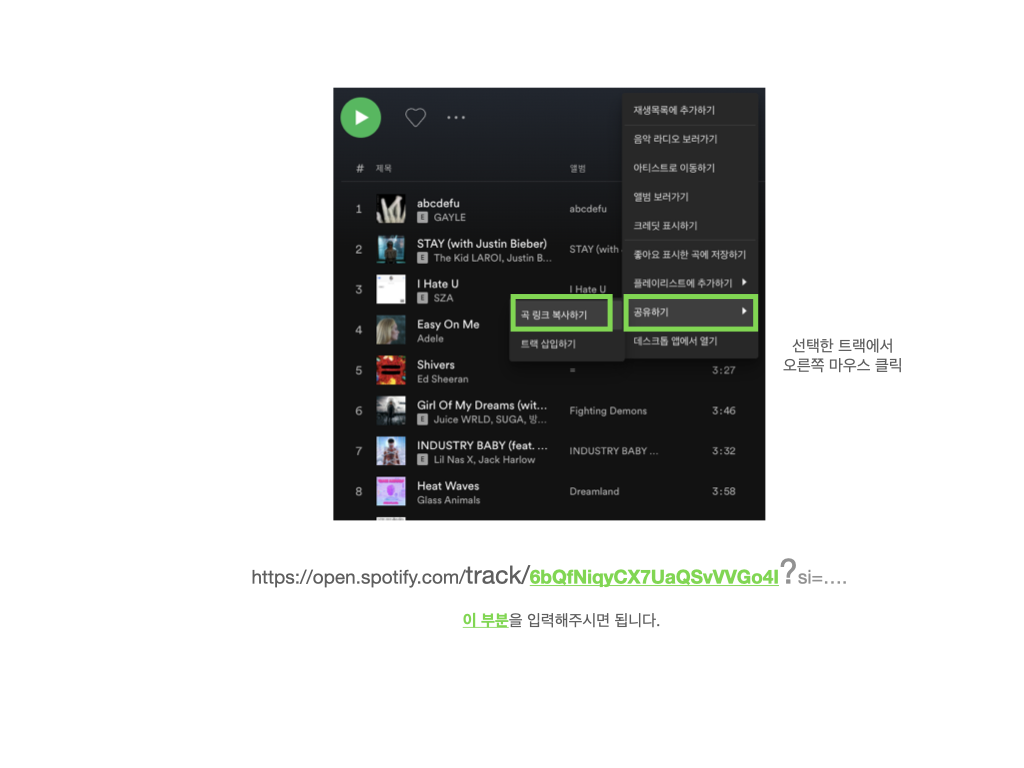 재생목록에 추가하기
음악 라디오 보러가기
아티스트로 이동하기
앨범 보러가기
크레딧 표시하기
좋아요 표시한 곡에 저장하기
플레이리스트에 추가하기
공유하기
데스크톱 앱에서 열기
곡 링크 복사하기
트랙 삽입하기
# 제목 앨범
1 abcdefu abcdefu
E GAYLE
2 STAY (with Justin Bieber) STAY (with
E The Kid LAROI, Justin B...
3 I Hate U I Hate U
E SZA
4 Easy On Me
Adele
5 Shivers = 3:27
Ed Sheeran
6 Girl Of My Dreams (wit... Fighting Demons 3:46
E Juice WRLD, SUGA, 방...
7 INDUSTRY BABY (feat. ... INDUSTRY BABY ... 3:32
E Lil Nas X, Jack Harlow
8 Heat Waves Dreamland 3:58
Glass Animals
선택한 트랙에서
오른쪽 마우스 클릭
https://open.spotify.com/track/6bQfNiqyCX7UaQSvVVGo4I?si=....
이 부분을 입력해주시면 됩니다.